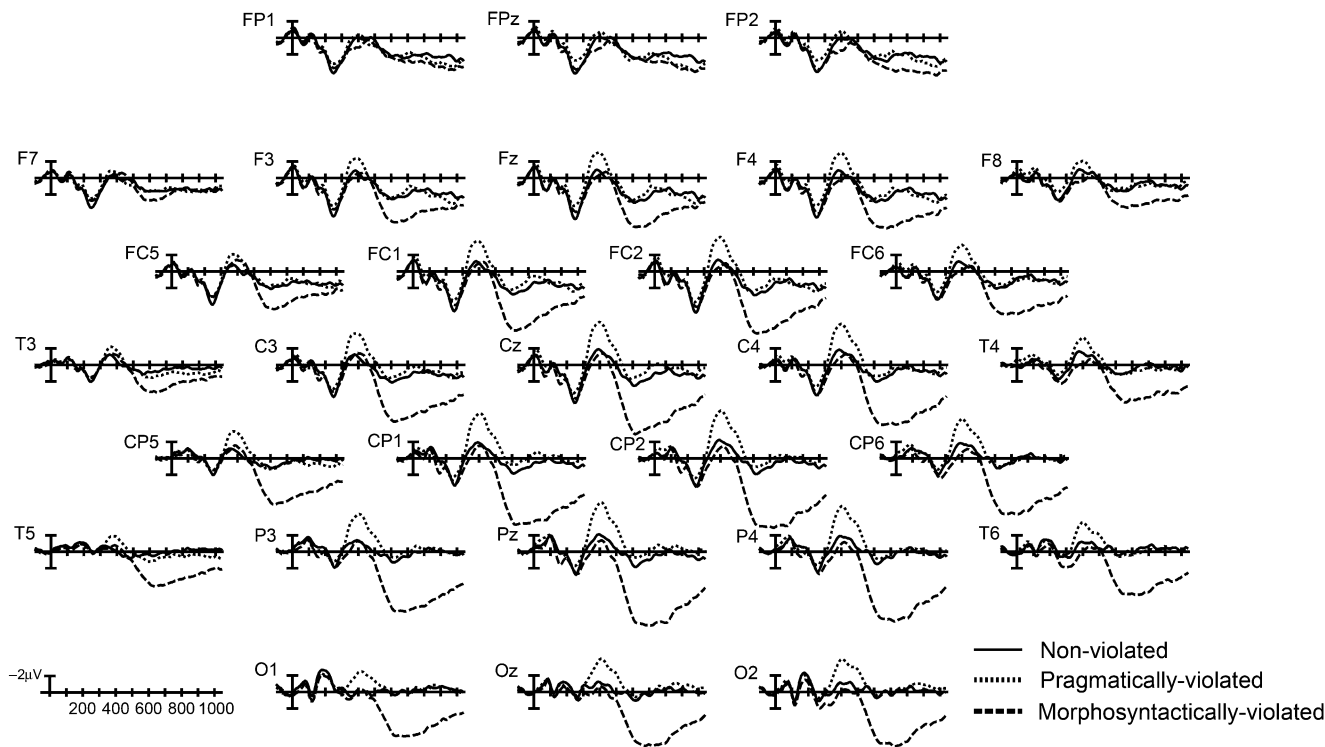 FP1 FPz FP2
F7 F3 Fz F4 F8
FC5 FC1 FC2 FC6
T3 C3 Cz C4 T4
CP5 CP1 CP2 CP6
T5 P3 Pz P4 T6
O1 Oz O2
−2μV
200 400 600 800 1000
Non-violated
Pragmatically-violated
Morphosyntactically-violated